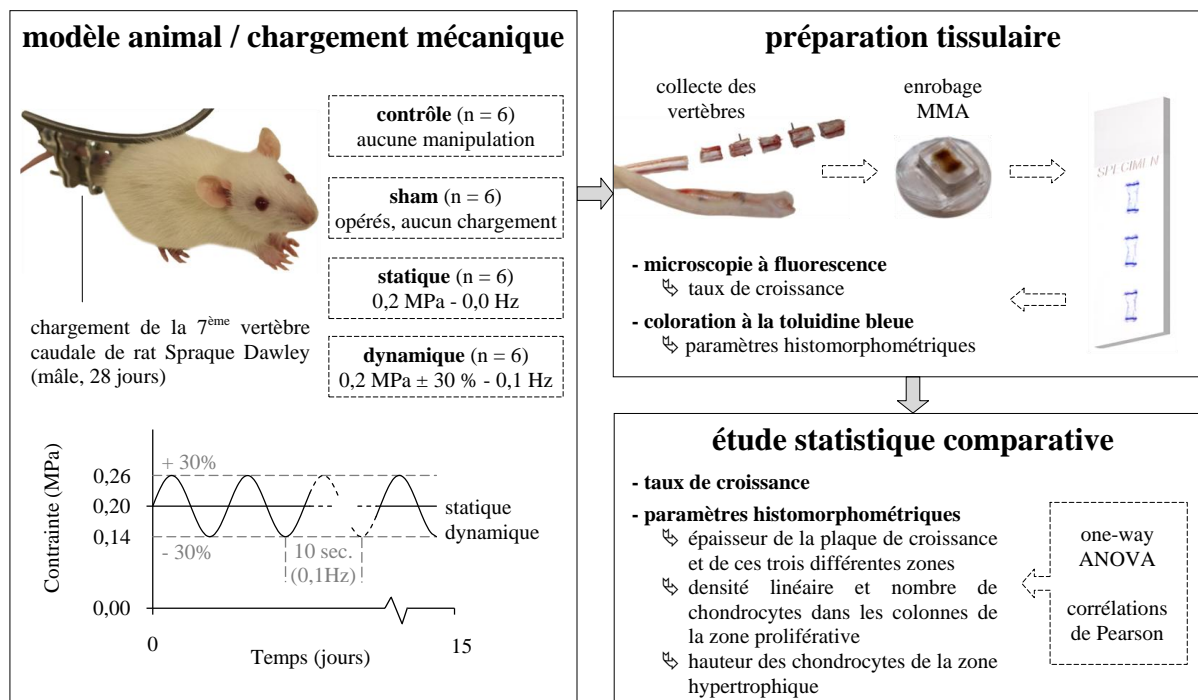 modèle animal / chargement mécanique
contrôle (n = 6)
aucune manipulation
sham (n = 6)
opérés, aucun chargement
statique (n = 6)
0,2 MPa - 0,0 Hz
dynamique (n = 6)
0,2 MPa ± 30 % - 0,1 Hz
chargement de la 7ème vertèbre
caudale de rat Spraque Dawley
(mâle, 28 jours)
Contrainte (MPa)
0,26
0,20
0,14
0,00
+ 30%
- 30%
10 sec.
(0,1Hz)
statique
dynamique
0
15
Temps (jours)
préparation tissulaire
collecte des
vertèbres
enrobage
MMA
SPECIMEN
- microscopie à fluorescence
taux de croissance
- coloration à la toluidine bleue
paramètres histomorphométriques
étude statistique comparative
- taux de croissance
- paramètres histomorphométriques
épaisseur de la plaque de croissance
et de ces trois différentes zones
densité linéaire et nombre de
chondrocytes dans les colonnes de
la zone proliférative
hauteur des chondrocytes de la zone
hypertrophique
one-way
ANOVA
corrélations
de Pearson